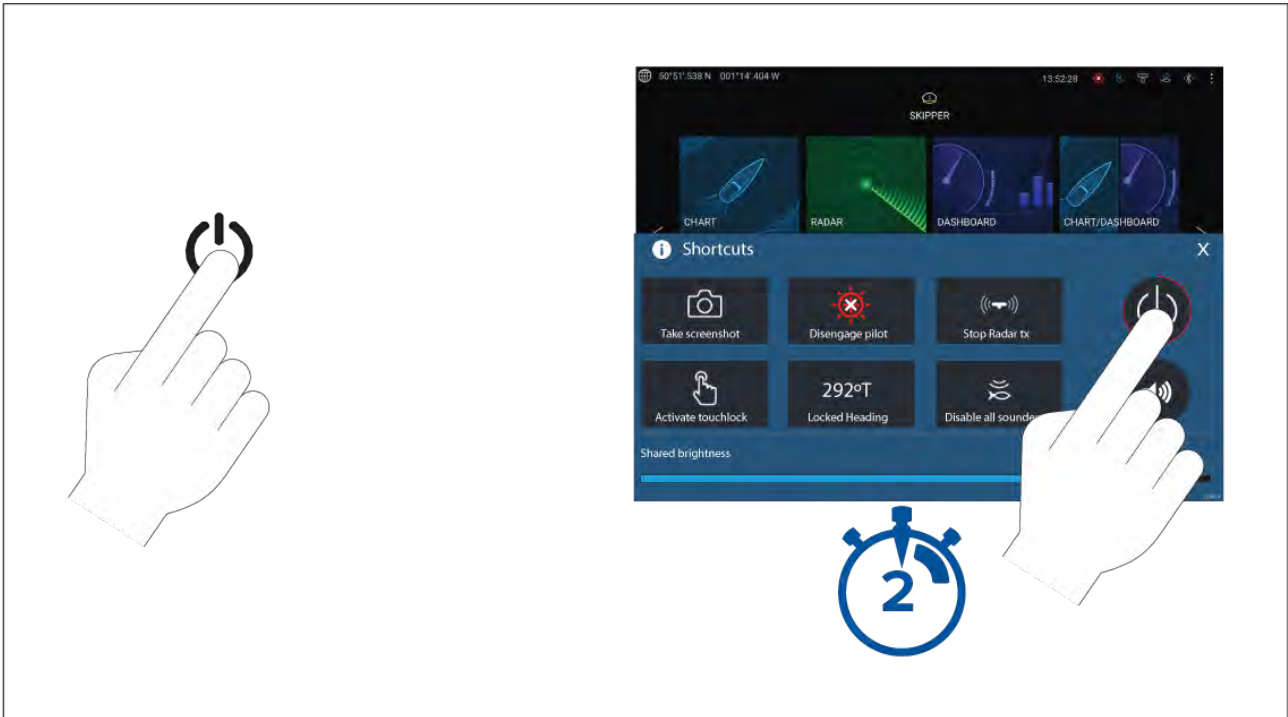 50°51'.538 N 001°14'.404 W
13:52:28
SKIPPER
CHART
RADAR
DASHBOARD
CHART/DASHBOARD
Shortcuts
X
Take screenshot
Disengage pilot
Stop Radar tx
292ºT
Activate touchlock
Locked Heading
Disable all sounde
Shared brightness
2